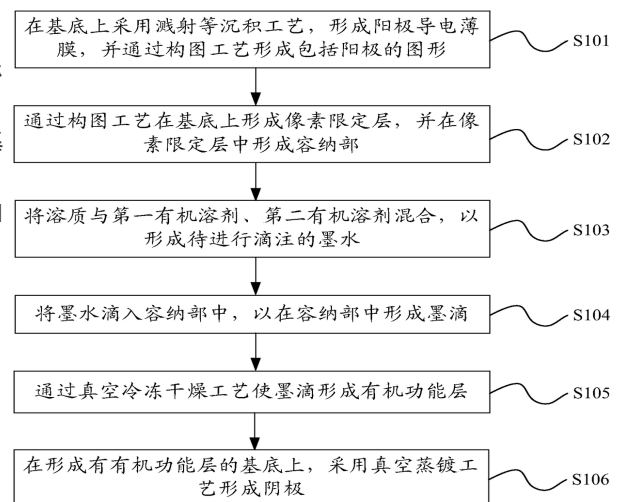 在基底上采用溅射等沉积工艺，形成阳极导电薄
膜，并通过构图工艺形成包括阳极的图形
S101
通过构图工艺在基底上形成像素限定层，并在像
素限定层中形成容纳部
S102
将溶质与第一有机溶剂、第二有机溶剂混合，以
形成待进行滴注的墨水
S103
将墨水滴入容纳部中，以在容纳部中形成墨滴
S104
通过真空冷冻干燥工艺使墨滴形成有机功能层
S105
在形成有有机功能层的基底上，采用真空蒸镀工
艺形成阴极
S106